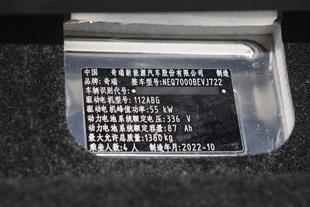 中国 奇瑞新能源汽车股份有限公司 制造
品牌:奇瑞 整车型号:NEQ7000BEVJ722
车辆识别代号:*
驱动电机型号:112ABG
驱动电机峰值功率:55 kW
动力电池系统额定电压:336 V
动力电池系统额定容量:87 Ah
最大允许总质量:1380kg
乘坐人数:4 人 制造年月:2022-10